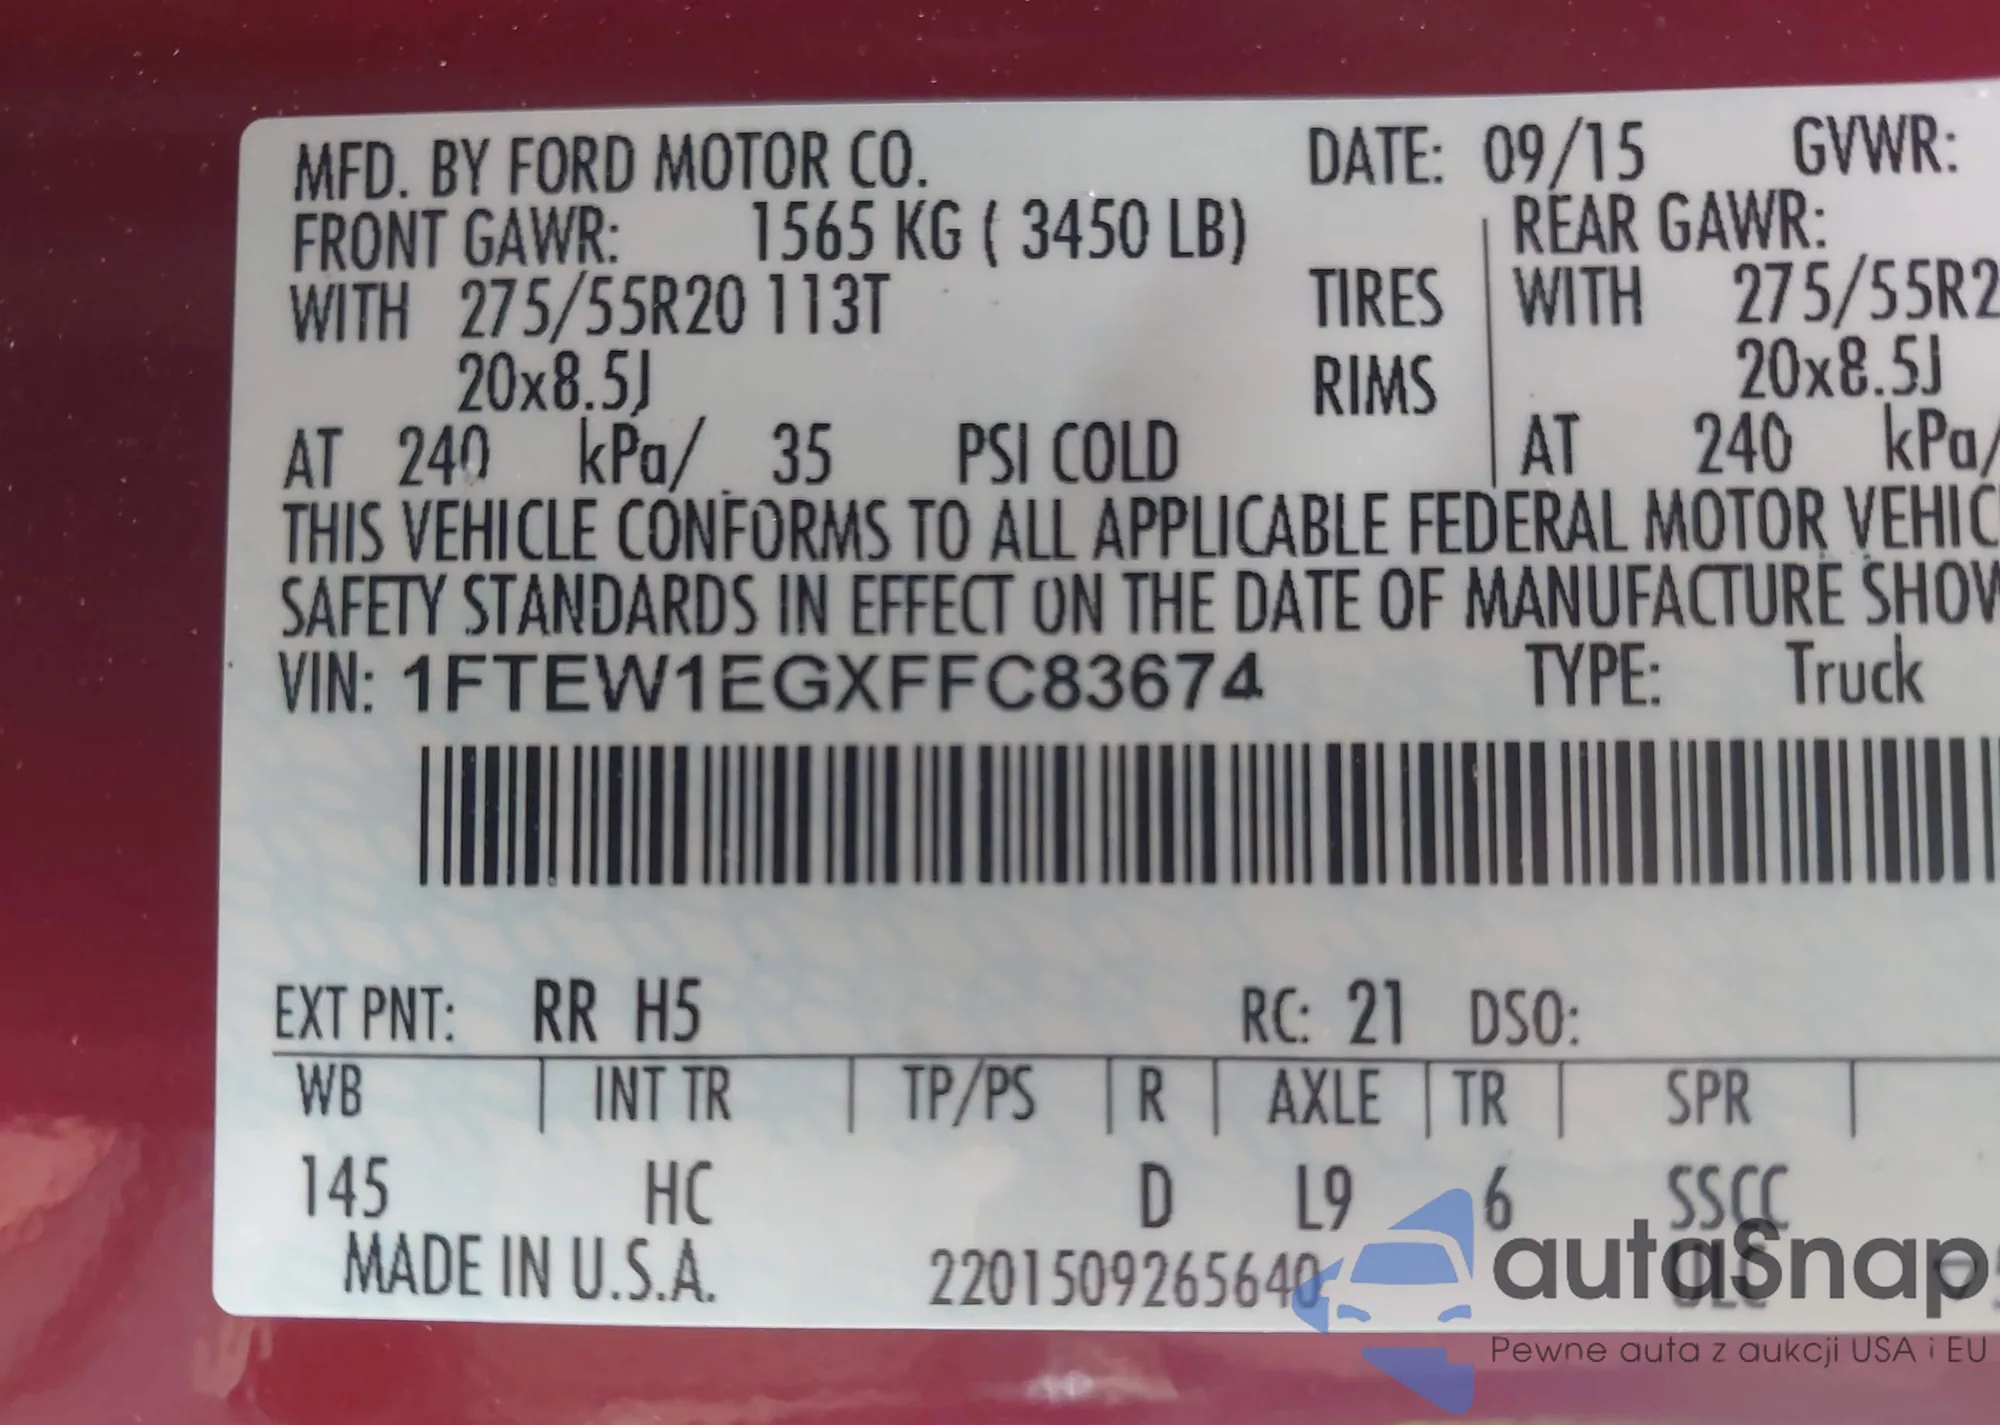 MFD. BY FORD MOTOR CO. DATE: 09/15 GVWR:
FRONT GAWR: 1565 KG ( 3450 LB) REAR GAWR:
WITH 275/55R20 113T TIRES WITH 275/55R2
20x8.5J RIMS 20x8.5J
AT 240 kPa/ 35 PSI COLD AT 240 kPa/
THIS VEHICLE CONFORMS TO ALL APPLICABLE FEDERAL MOTOR VEHIC
SAFETY STANDARDS IN EFFECT ON THE DATE OF MANUFACTURE SHOW
VIN: 1FTEW1EGXFFC83674 TYPE: Truck
EXT PNT: RR H5 RC: 21 DSO:
WB INT TR TP/PS R AXLE TR SPR
145 HC D L9 6 SSCC
MADE IN U.S.A. 2201509265640
autaSnap
Pewne auta z aukcji USA i EU